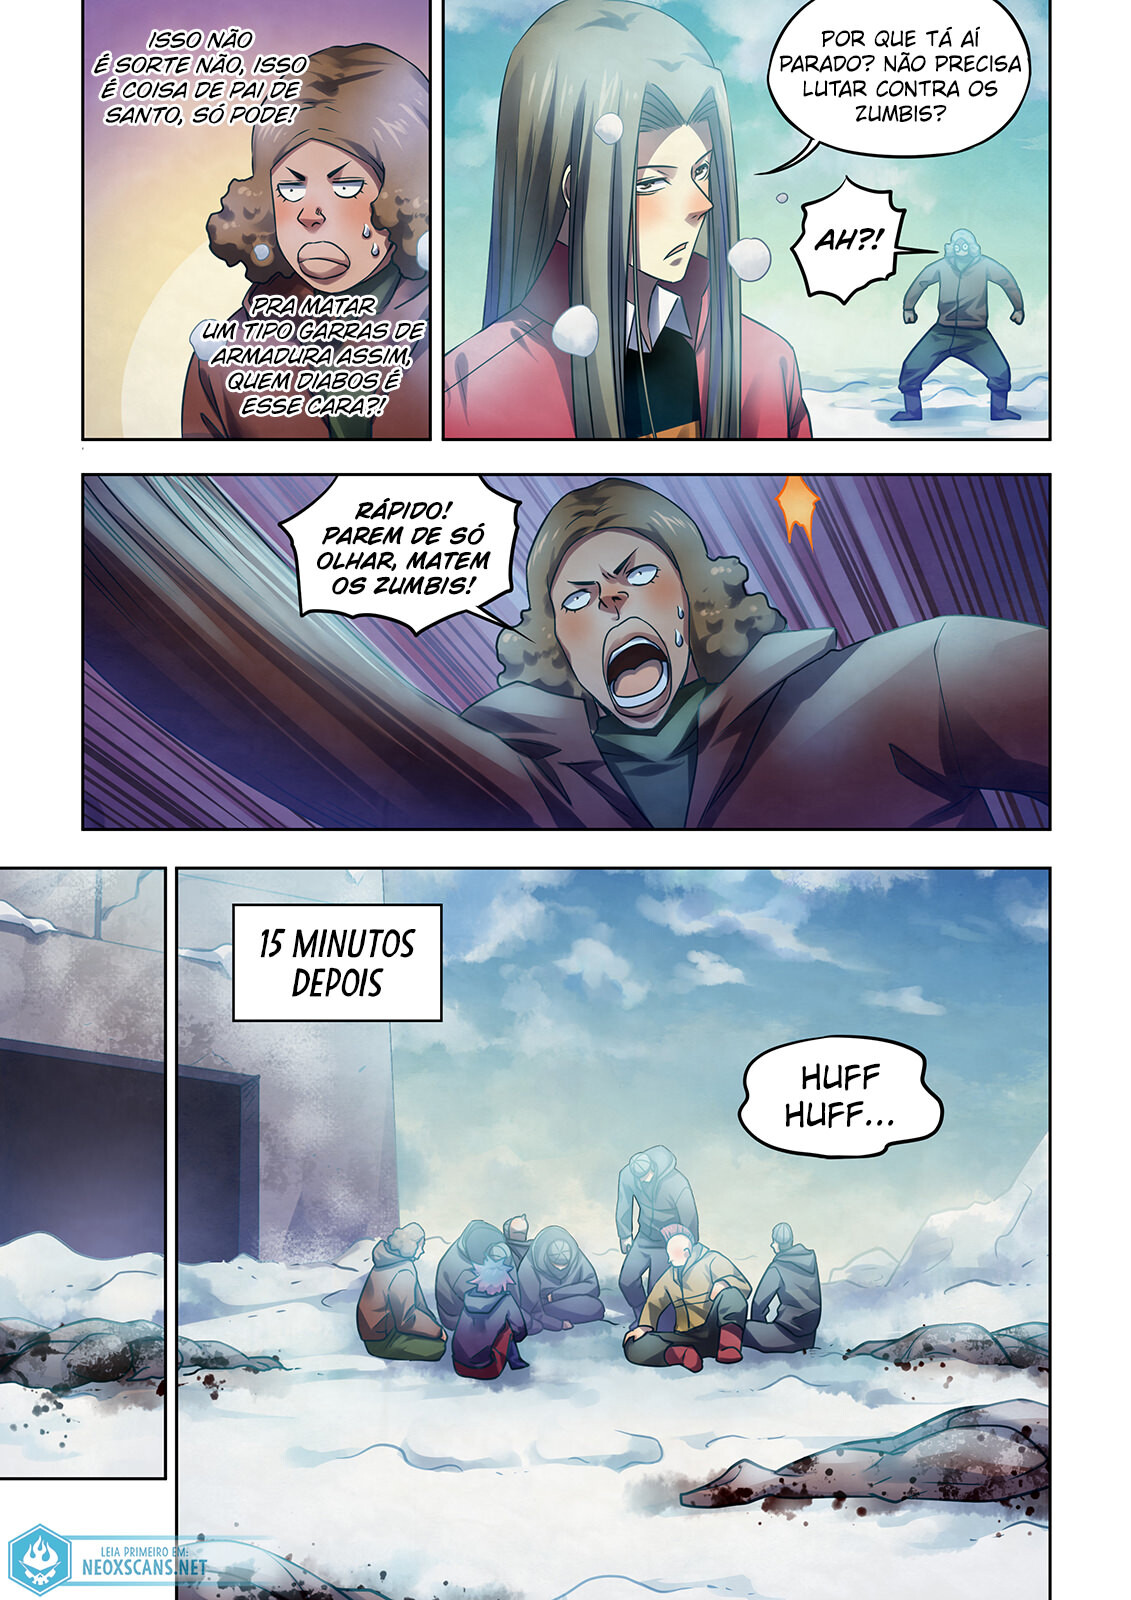 ISSO NÃO
É SORTE NÃO, ISSO
É COISA DE PAI DE
SANTO, SÓ PODE!
PRA MATAR
UM TIPO GARRAS DE
ARMADURA ASSIM,
QUEM DIABOS É
ESSE CARA?!
POR QUE TÁ AÍ
PARADO? NÃO PRECISA
LUTAR CONTRA OS
ZUMBIS?
AH?!
RÁPIDO!
PAREM DE SÓ
OLHAR, MATEM
OS ZUMBIS!
15 MINUTOS
DEPOIS
HUFF
HUFF...
LEIA PRIMEIRO EM:
NEOXSCANS.NET